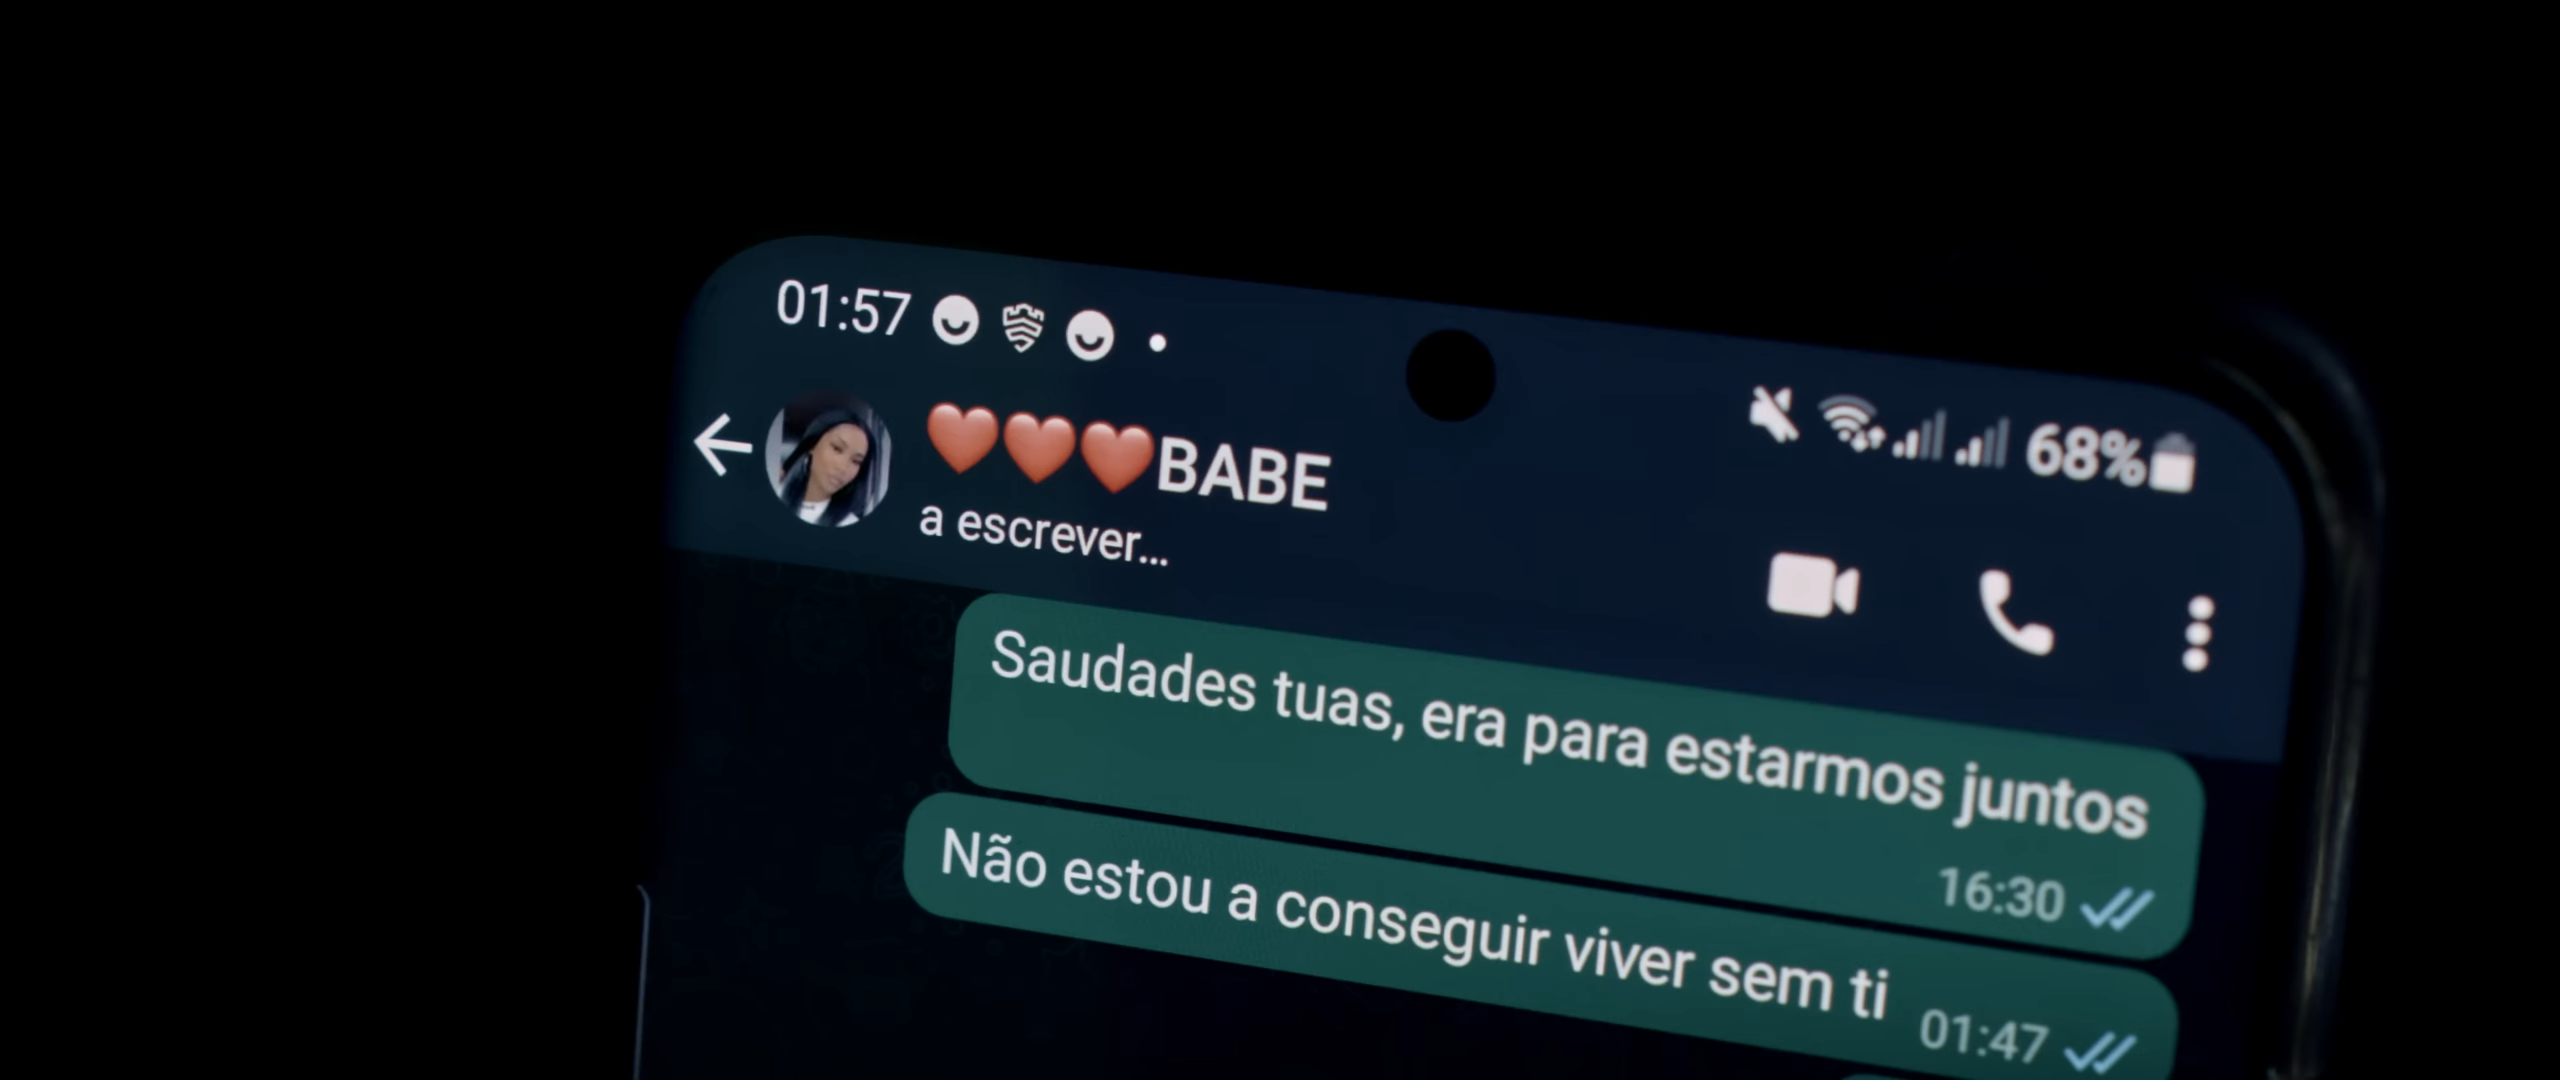 01:57
68%
❤️❤️❤️BABE
a escrever...
Saudades tuas, era para estarmos juntos
16:30
Não estou a conseguir viver sem ti
01:47